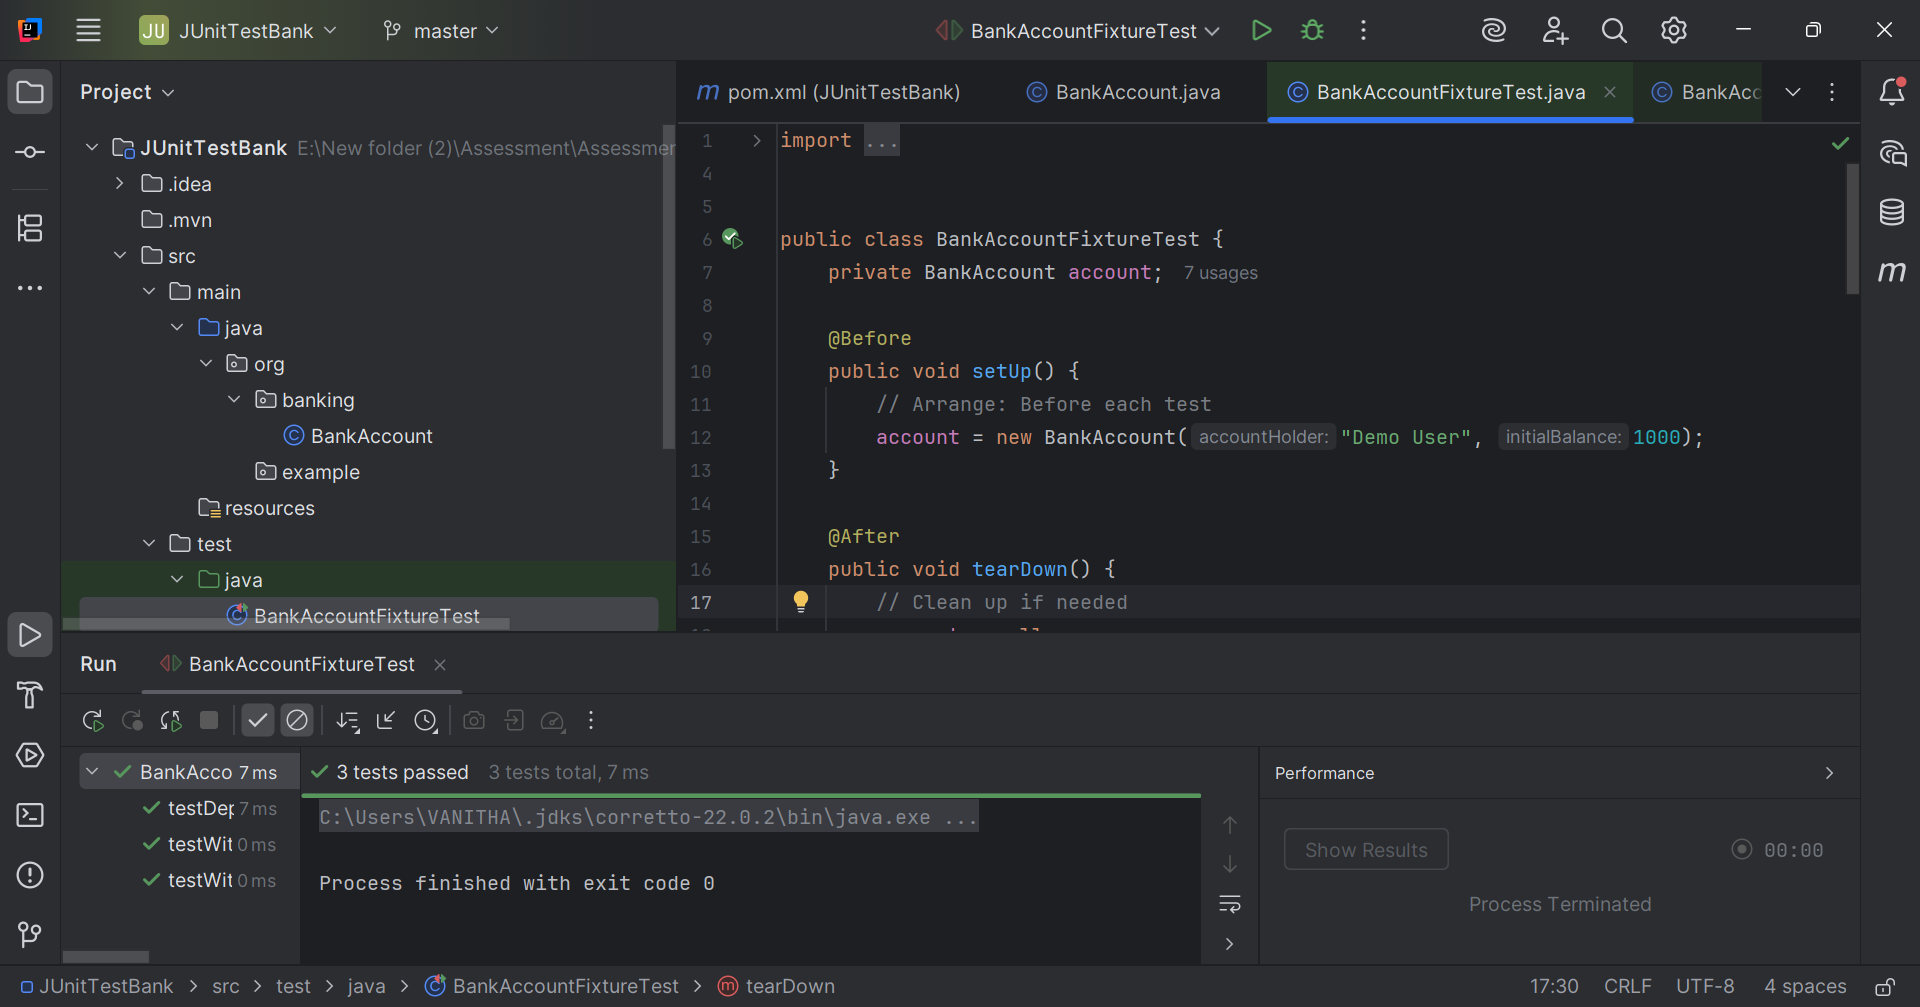 JU JUnitTestBank master BankAccountFixtureTest
Project
JUnitTestBank E:\New folder (2)\Assessment\Assessmer
.idea
.mvn
src
main
java
org
banking
BankAccount
example
resources
test
java
BankAccountFixtureTest
m pom.xml (JUnitTestBank) BankAccount.java BankAccountFixtureTest.java BankAcc
1 import ...
4
5
6 public class BankAccountFixtureTest {
7 private BankAccount account; 7 usages
8
9 @Before
10 public void setUp() {
11 // Arrange: Before each test
12 account = new BankAccount( accountHolder: "Demo User", initialBalance: 1000);
13 }
14
15 @After
16 public void tearDown() {
17 // Clean up if needed
Run BankAccountFixtureTest
BankAcco 7 ms
testDep 7 ms
testWit 0 ms
testWit 0 ms
3 tests passed 3 tests total, 7 ms
C:\Users\VANITHA\.jdks\corretto-22.0.2\bin\java.exe ...
Process finished with exit code 0
Performance
Show Results 00:00
Process Terminated
JUnitTestBank > src > test > java > BankAccountFixtureTest > m tearDown
17:30 CRLF UTF-8 4 spaces